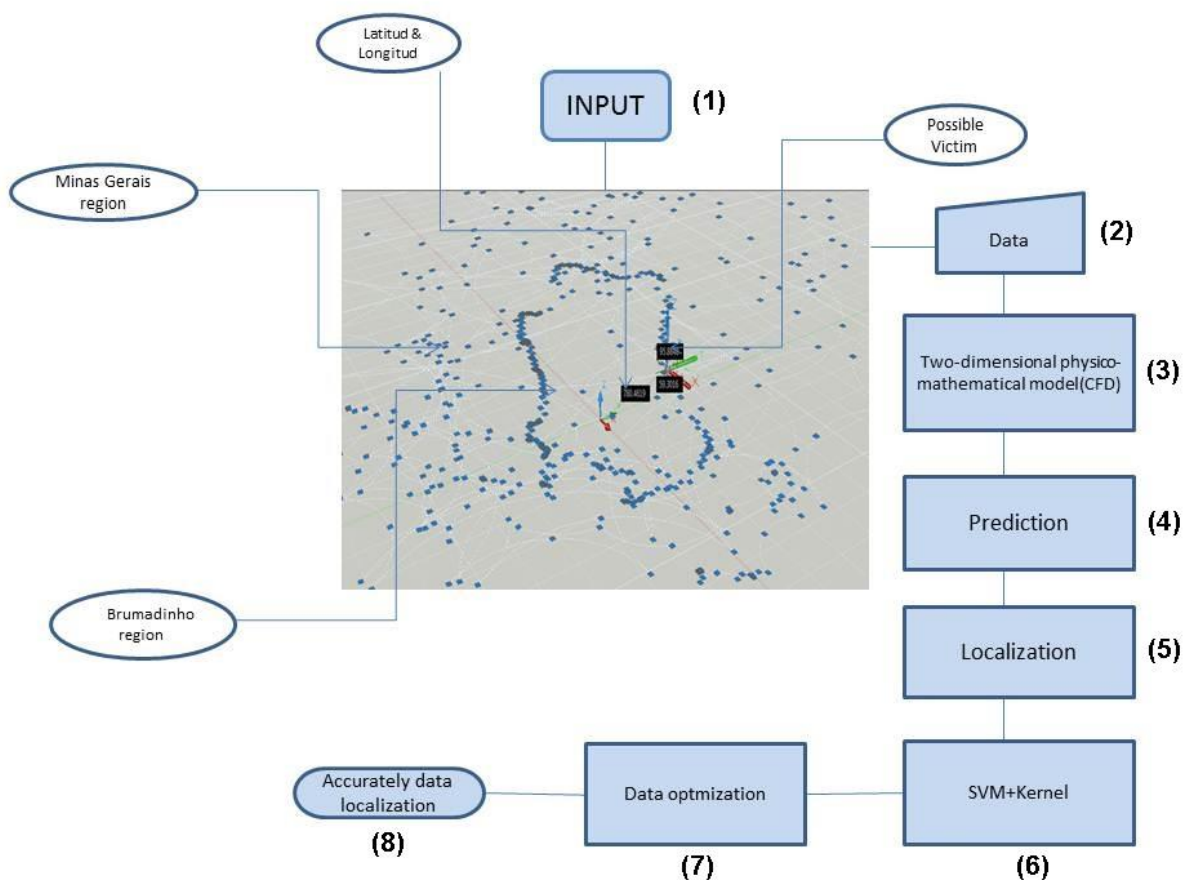 Latitud &
Longitud
INPUT
(1)
Possible
Victim
Minas Gerais
region
Data
(2)
Two-dimensional physico-
mathematical model(CFD)
(3)
Prediction
(4)
Brumadinho
region
Localization
(5)
Accurately data
localization
(8)
Data optmization
(7)
SVM+Kernel
(6)